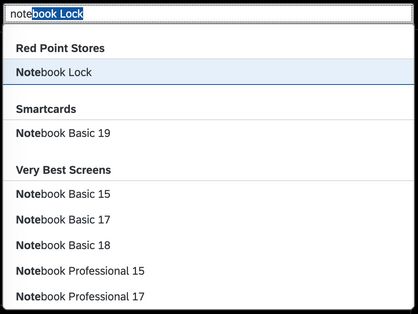 notebook Lock
Red Point Stores
Notebook Lock
Smartcards
Notebook Basic 19
Very Best Screens
Notebook Basic 15
Notebook Basic 17
Notebook Basic 18
Notebook Professional 15
Notebook Professional 17